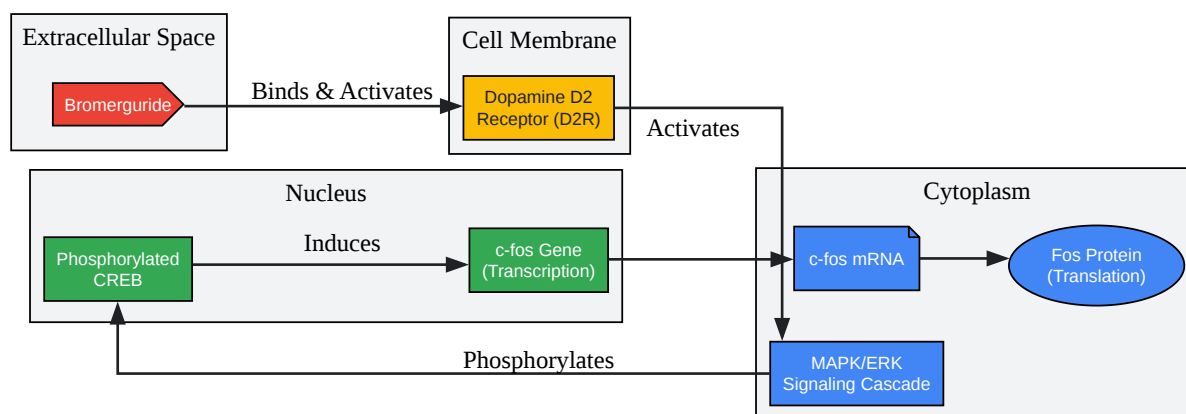 Extracellular Space
Bromerguride
Binds & Activates
Cell Membrane
Dopamine D2
Receptor (D2R)
Activates
Nucleus
Phosphorylated
CREB
Induces
c-fos Gene
(Transcription)
Cytoplasm
c-fos mRNA
Fos Protein
(Translation)
Phosphorylates
MAPK/ERK
Signaling Cascade